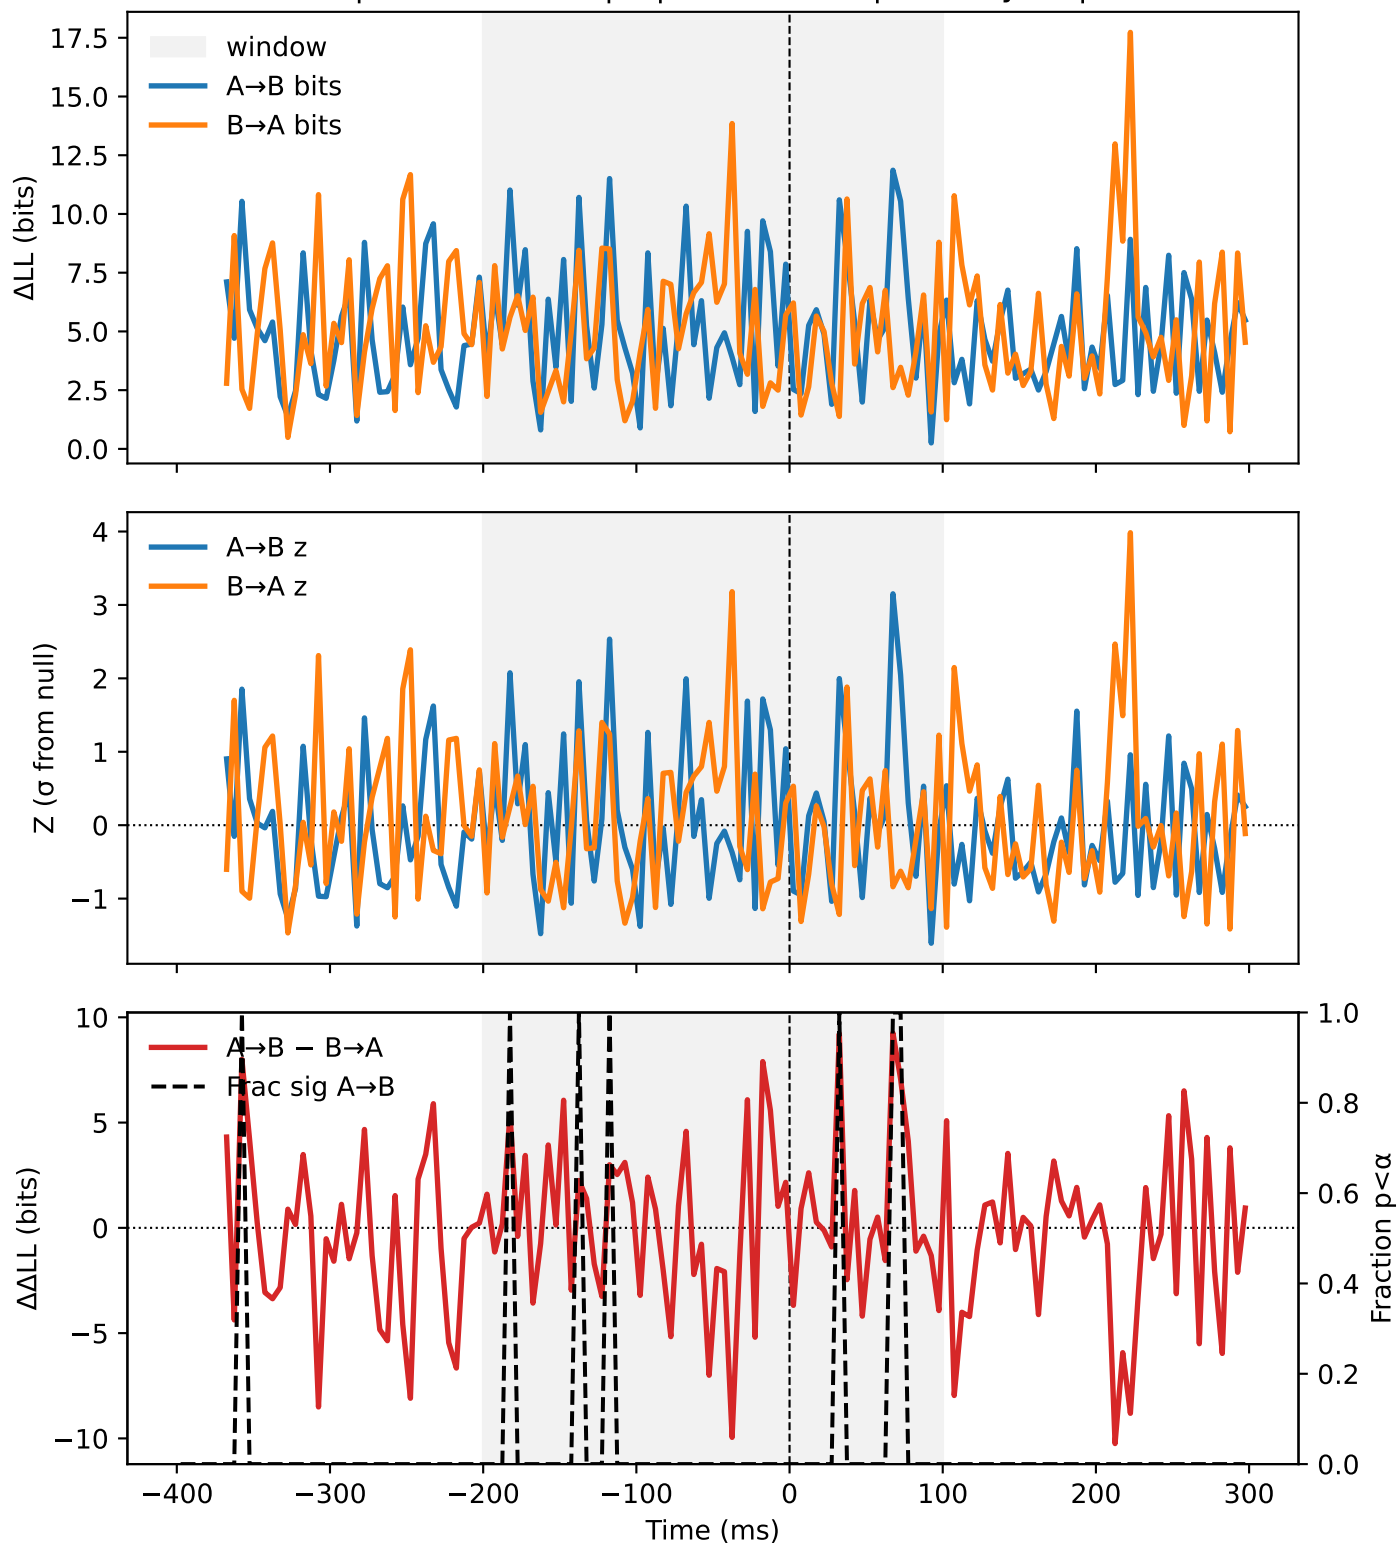 17.5
15.0
12.5
10.0
7.5
5.0
2.5
0.0
ΔLL (bits)
window
A→B bits
B→A bits
4
3
2
1
0
−1
Z (σ from null)
A→B z
B→A z
10
5
0
−5
−10
ΔΔLL (bits)
A→B − B→A
Frac sig A→B
1.0
0.8
0.6
0.4
0.2
0.0
Fraction p<α
−400 −300 −200 −100 0 100 200 300
Time (ms)